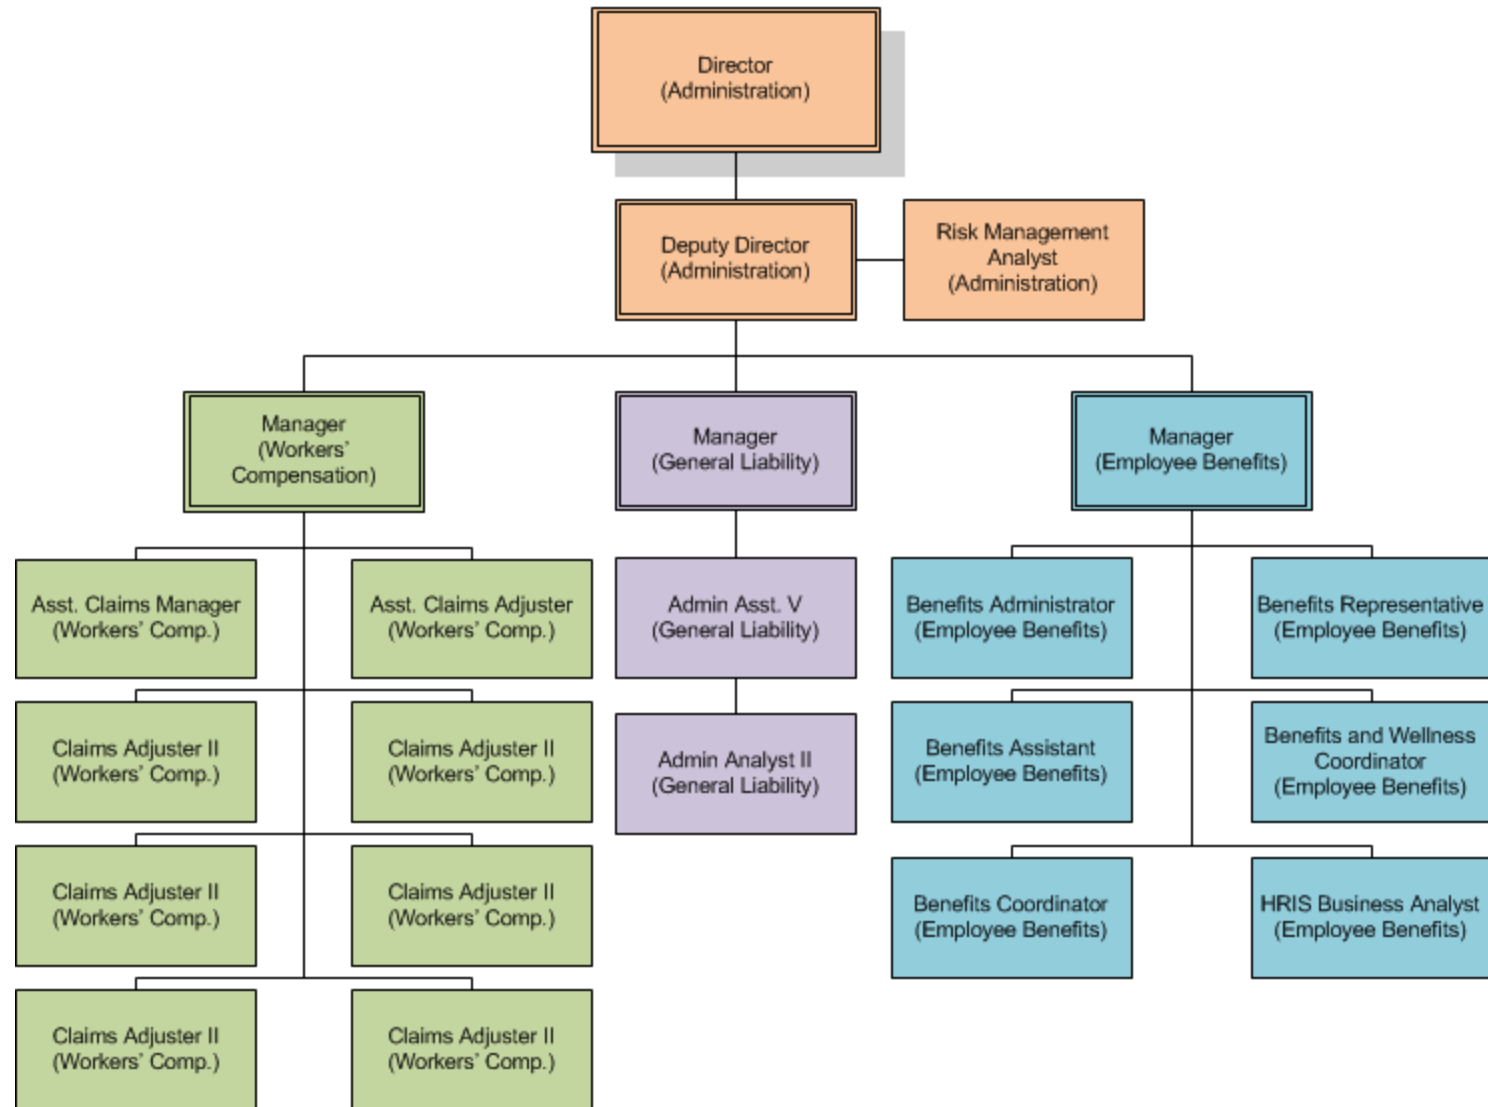 Director
(Administration)
Deputy Director
(Administration)
Risk Management
Analyst
(Administration)
Manager
(Workers'
Compensation)
Manager
(General Liability)
Manager
(Employee Benefits)
Asst. Claims Manager
(Workers' Comp.)
Asst. Claims Adjuster
(Workers' Comp.)
Admin Asst. V
(General Liability)
Benefits Administrator
(Employee Benefits)
Benefits Representative
(Employee Benefits)
Claims Adjuster II
(Workers' Comp.)
Claims Adjuster II
(Workers' Comp.)
Admin Analyst II
(General Liability)
Benefits Assistant
(Employee Benefits)
Benefits and Wellness
Coordinator
(Employee Benefits)
Claims Adjuster II
(Workers' Comp.)
Claims Adjuster II
(Workers' Comp.)
Benefits Coordinator
(Employee Benefits)
HRIS Business Analyst
(Employee Benefits)
Claims Adjuster II
(Workers' Comp.)
Claims Adjuster II
(Workers' Comp.)